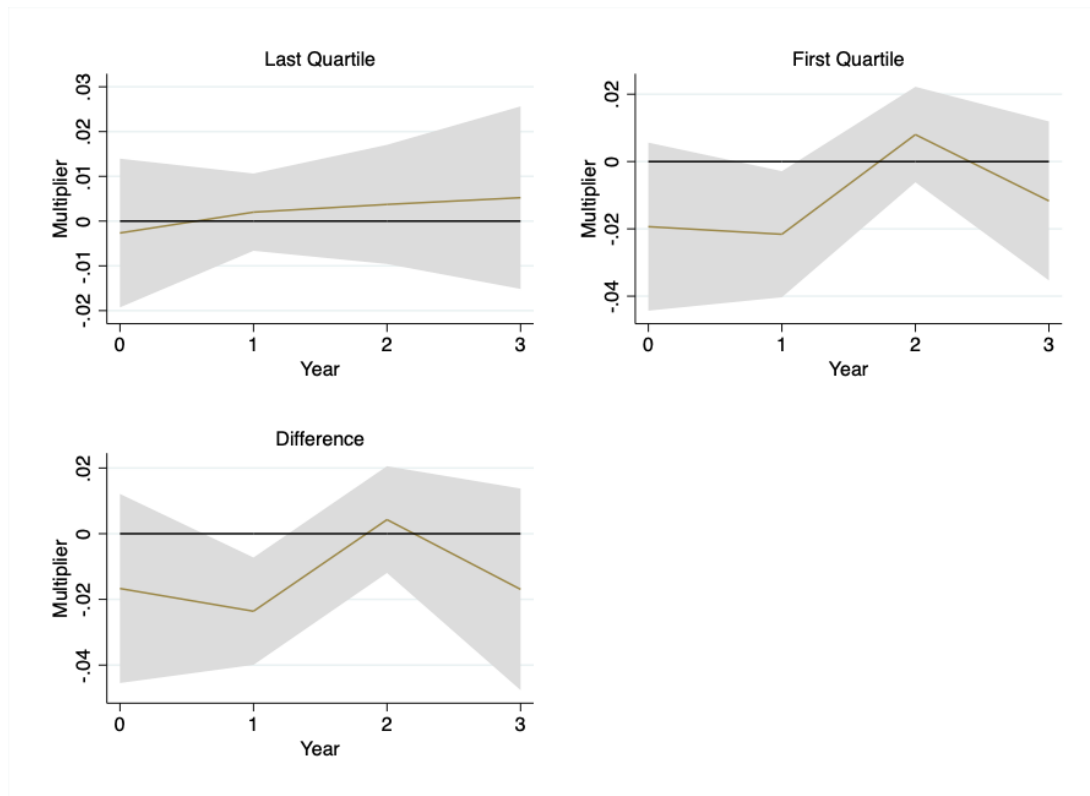 Last Quartile
Multiplier
.03
.02
.01
0
-.01
-.02
0 1 2 3
Year
First Quartile
Multiplier
.02
0
-.02
-.04
0 1 2 3
Year
Difference
Multiplier
.02
0
-.02
-.04
0 1 2 3
Year